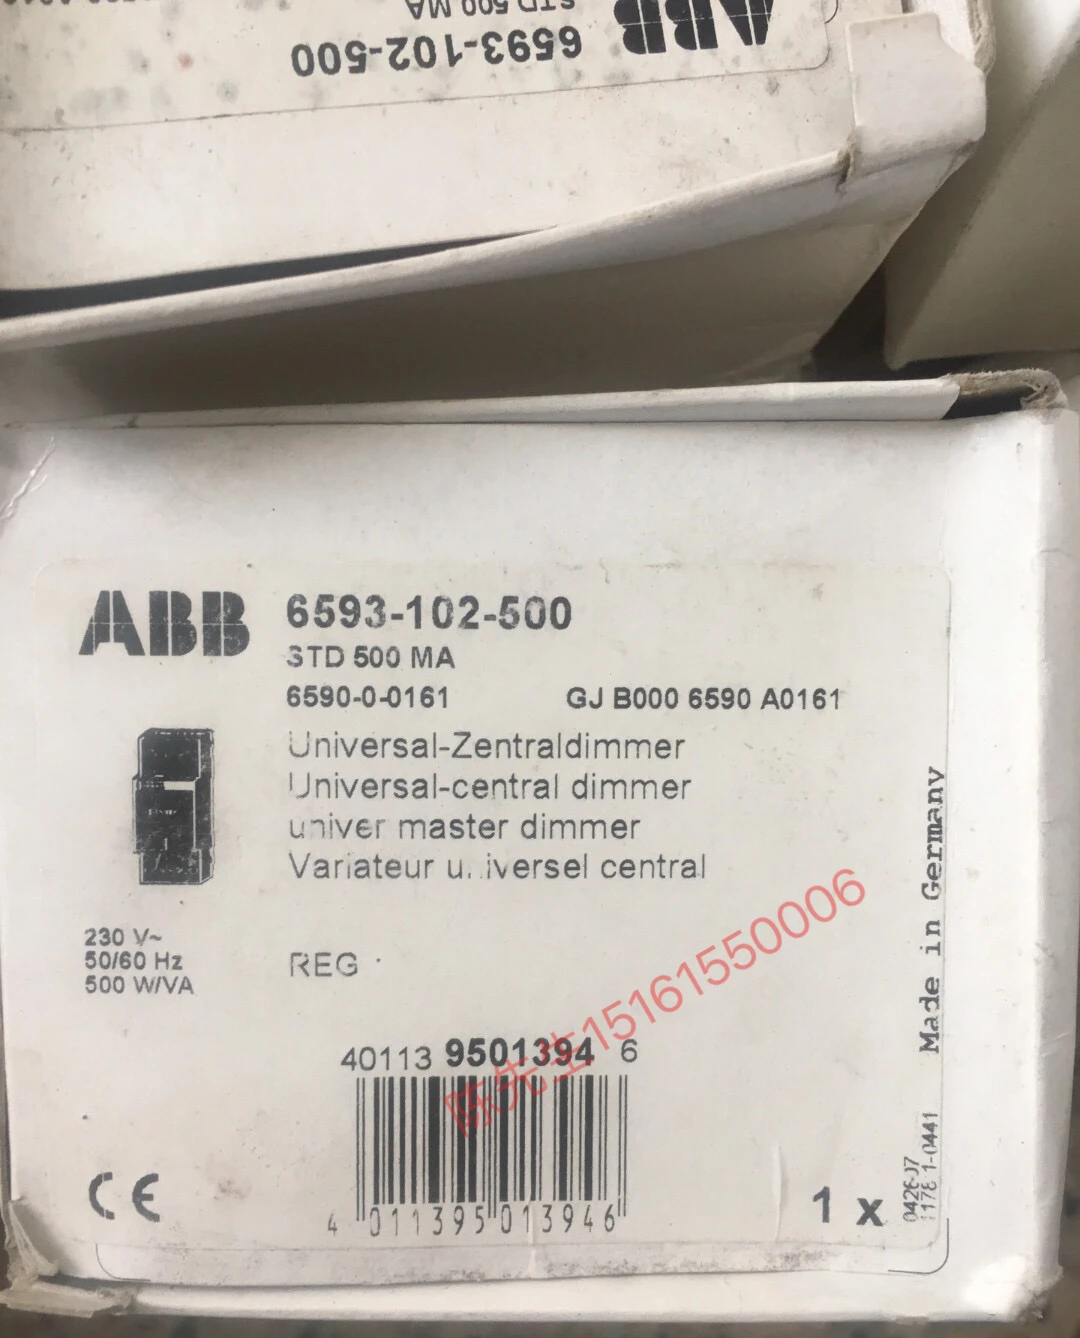 STD 500 MA
ABB 6593-102-500
ABB 6593-102-500
STD 500 MA
6590-0-0161 GJ B000 6590 A0161
Universal-Zentraldimmer
Universal-central dimmer
univer master dimmer
Variateur universel central
230 V~
50/60 Hz
500 W/VA
REG
Made in Germany
陈先生15161550006
40113 9501394 6
4 011395 013946
CE
1 x
1-0441